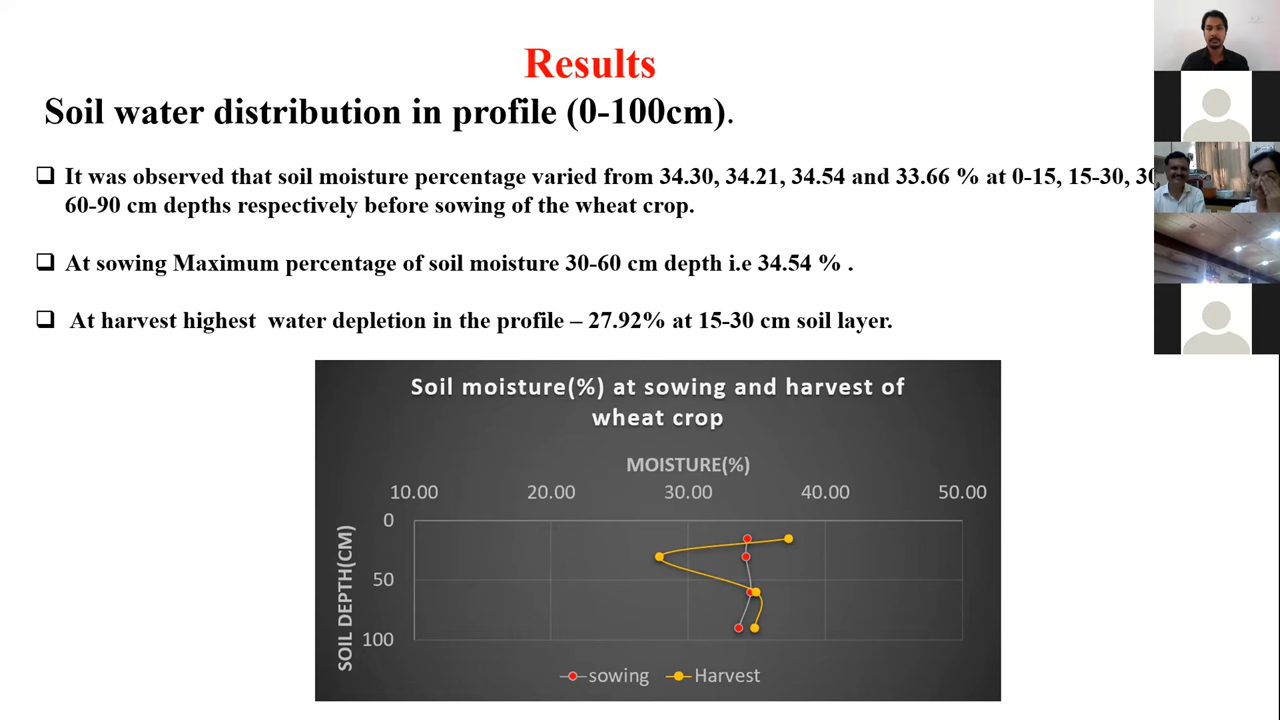 Results
Soil water distribution in profile (0-100cm).
It was observed that soil moisture percentage varied from 34.30, 34.21, 34.54 and 33.66 % at 0-15, 15-30,
60-90 cm depths respectively before sowing of the wheat crop.
At sowing Maximum percentage of soil moisture 30-60 cm depth i.e 34.54 % .
At harvest highest water depletion in the profile – 27.92% at 15-30 cm soil layer.
Soil moisture(%) at sowing and harvest of
wheat crop
MOISTURE(%)
10.00 20.00 30.00 40.00 50.00
0
50
100
SOIL DEPTH(CM)
sowing Harvest